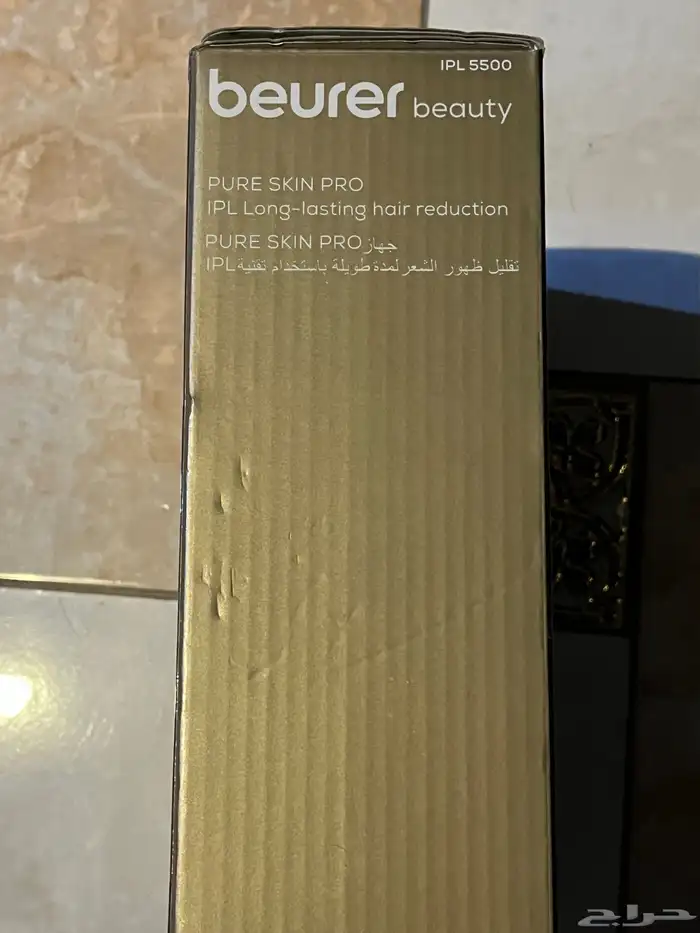 IPL 5500
beurer beauty
PURE SKIN PRO
IPL Long-lasting hair reduction
جهاز PURE SKIN PRO
تقليل ظهور الشعر لمدة طويلة باستخدام تقنية IPL
حراج